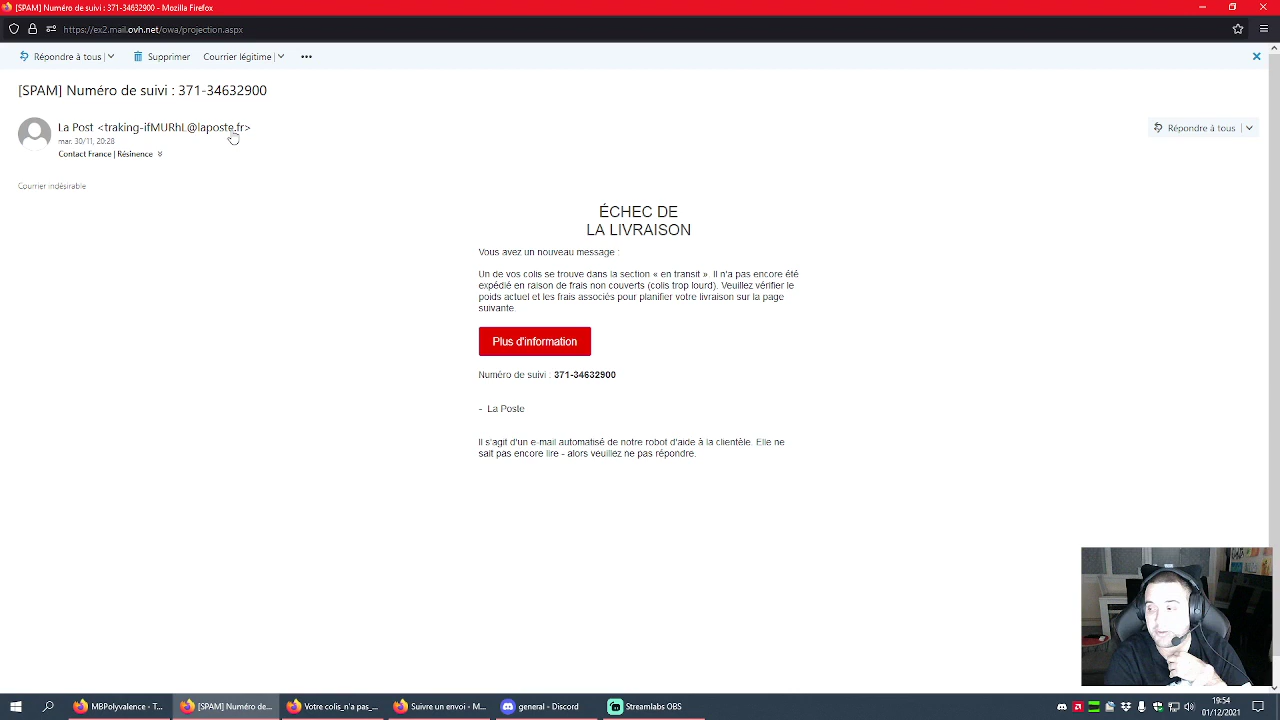 [SPAM] Numéro de suivi : 371-34632900 - Mozilla Firefox
https://ex2.mail.ovh.net/owa/projection.aspx
Répondre à tous Supprimer Courrier légitime
[SPAM] Numéro de suivi : 371-34632900
La Post <traking-ifMURhL@laposte.fr>
Répondre à tous
mar. 30/11, 20:28
Contact France | Résinence
Courrier indésirable
ÉCHEC DE
LA LIVRAISON
Vous avez un nouveau message :
Un de vos colis se trouve dans la section « en transit ». Il n'a pas encore été
expédié en raison de frais non couverts (colis trop lourd). Veuillez vérifier le
poids actuel et les frais associés pour planifier votre livraison sur la page
suivante.
Plus d'information
Numéro de suivi : 371-34632900
- La Poste
Il s'agit d'un e-mail automatisé de notre robot d'aide à la clientèle. Elle ne
sait pas encore lire - alors veuillez ne pas répondre.
MBPolyvalence - T... [SPAM] Numéro de... Votre colis_n'a pas_... Suivre un envoi - M... general - Discord Streamlabs OBS
19:54
01/12/2021